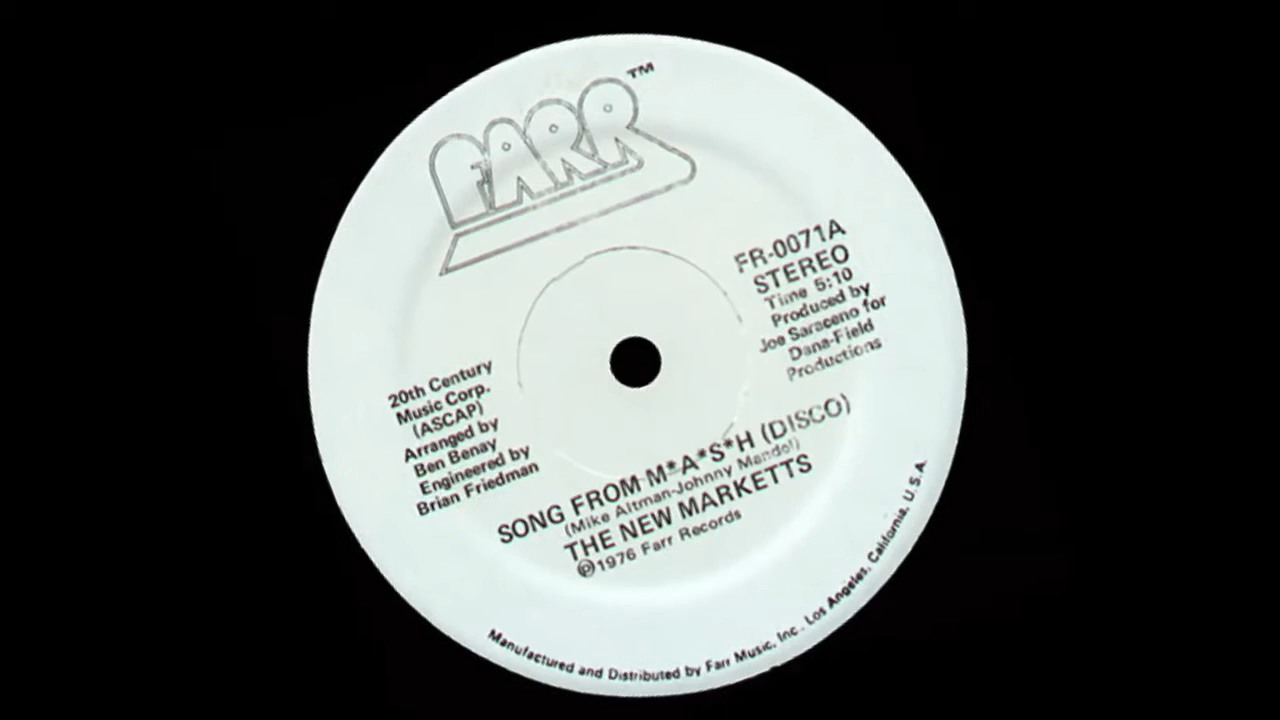 FARR™
FR-0071A
STEREO
Time 5:10
Produced by
Joe Saraceno for
Dana-Field
Productions
20th Century
Music Corp.
(ASCAP)
Arranged by
Ben Benay
Engineered by
Brian Friedman
SONG FROM M*A*S*H (DISCO)
(Mike Altman-Johnny Mandel)
THE NEW MARKETTS
℗1976 Farr Records
Manufactured and Distributed by Farr Music, Inc. Los Angeles, California, U.S.A.